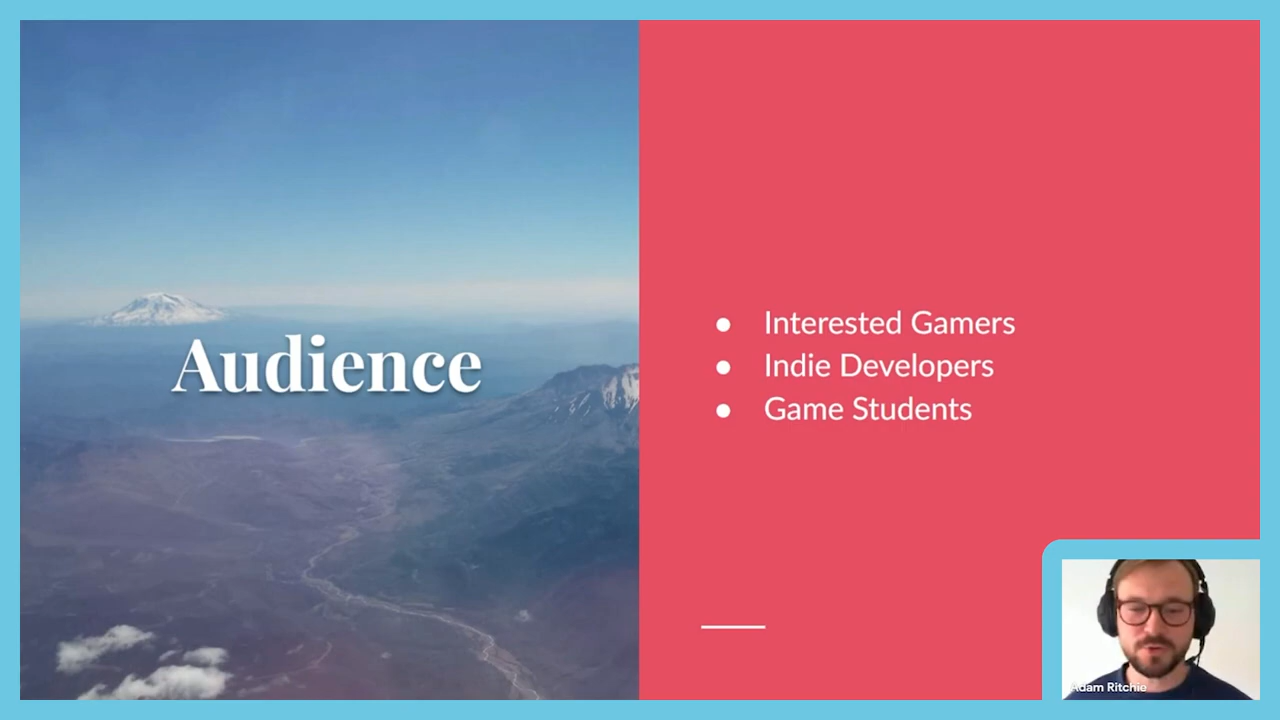 Audience
● Interested Gamers
● Indie Developers
● Game Students
Adam Ritchie